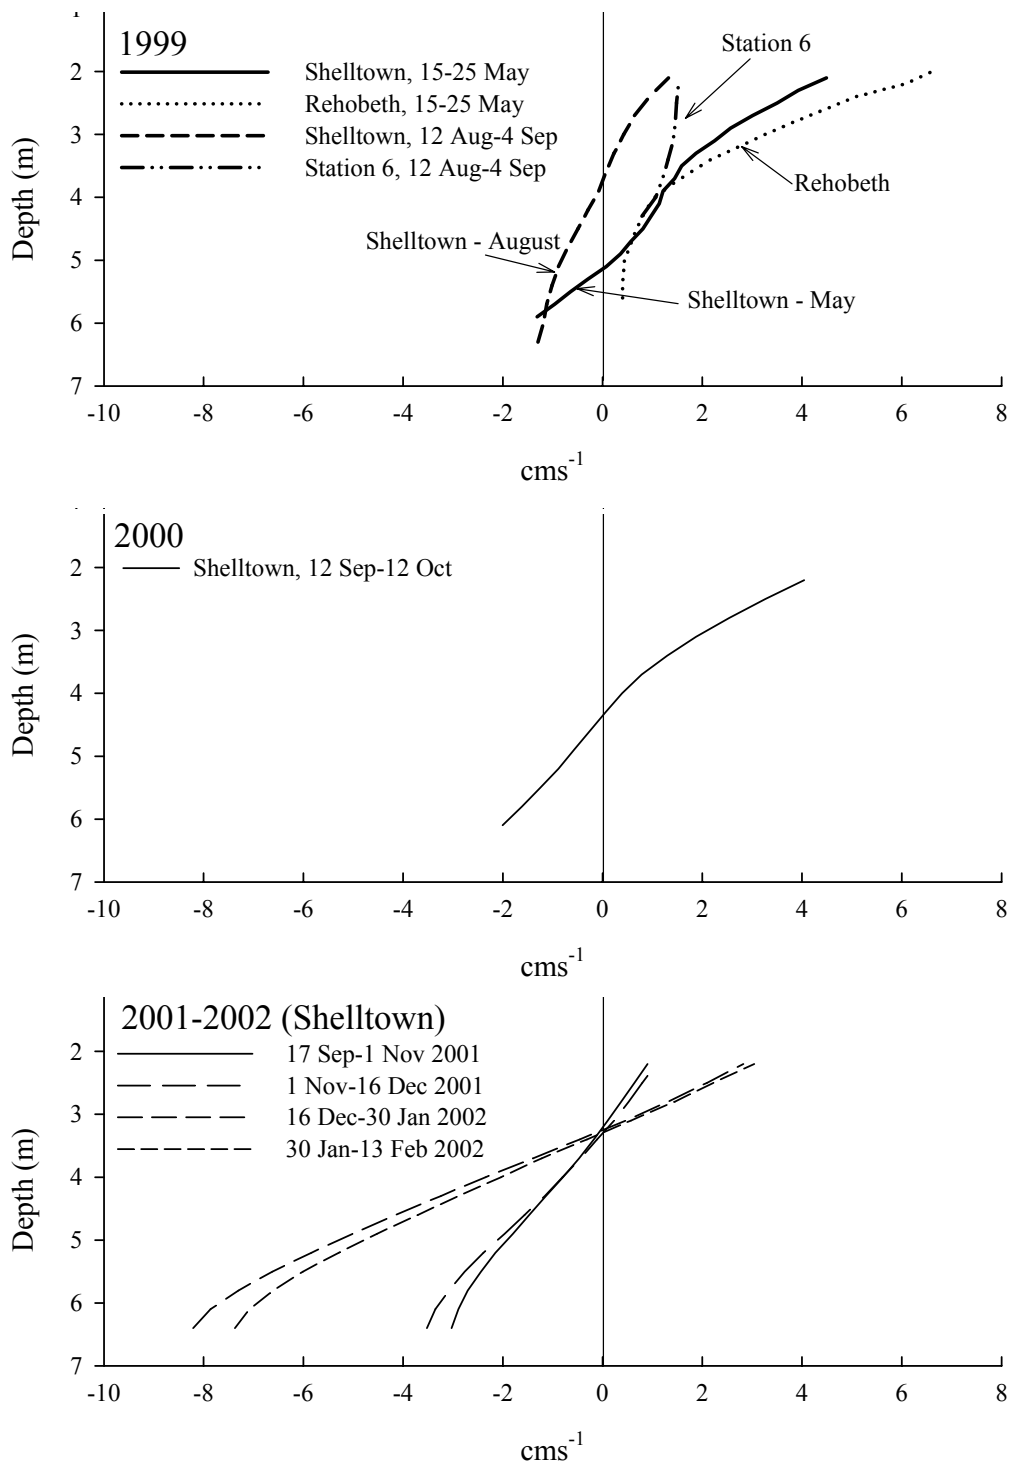 1
1999
Shelltown, 15-25 May
Rehobeth, 15-25 May
Shelltown, 12 Aug-4 Sep
Station 6, 12 Aug-4 Sep
Station 6
Rehobeth
Shelltown - August
Shelltown - May
Depth (m)
2
3
4
5
6
7
-10 -8 -6 -4 -2 0 2 4 6 8
cms-1
2000
Shelltown, 12 Sep-12 Oct
Depth (m)
2
3
4
5
6
7
-10 -8 -6 -4 -2 0 2 4 6 8
cms-1
2001-2002 (Shelltown)
17 Sep-1 Nov 2001
1 Nov-16 Dec 2001
16 Dec-30 Jan 2002
30 Jan-13 Feb 2002
Depth (m)
2
3
4
5
6
7
-10 -8 -6 -4 -2 0 2 4 6 8
cms-1